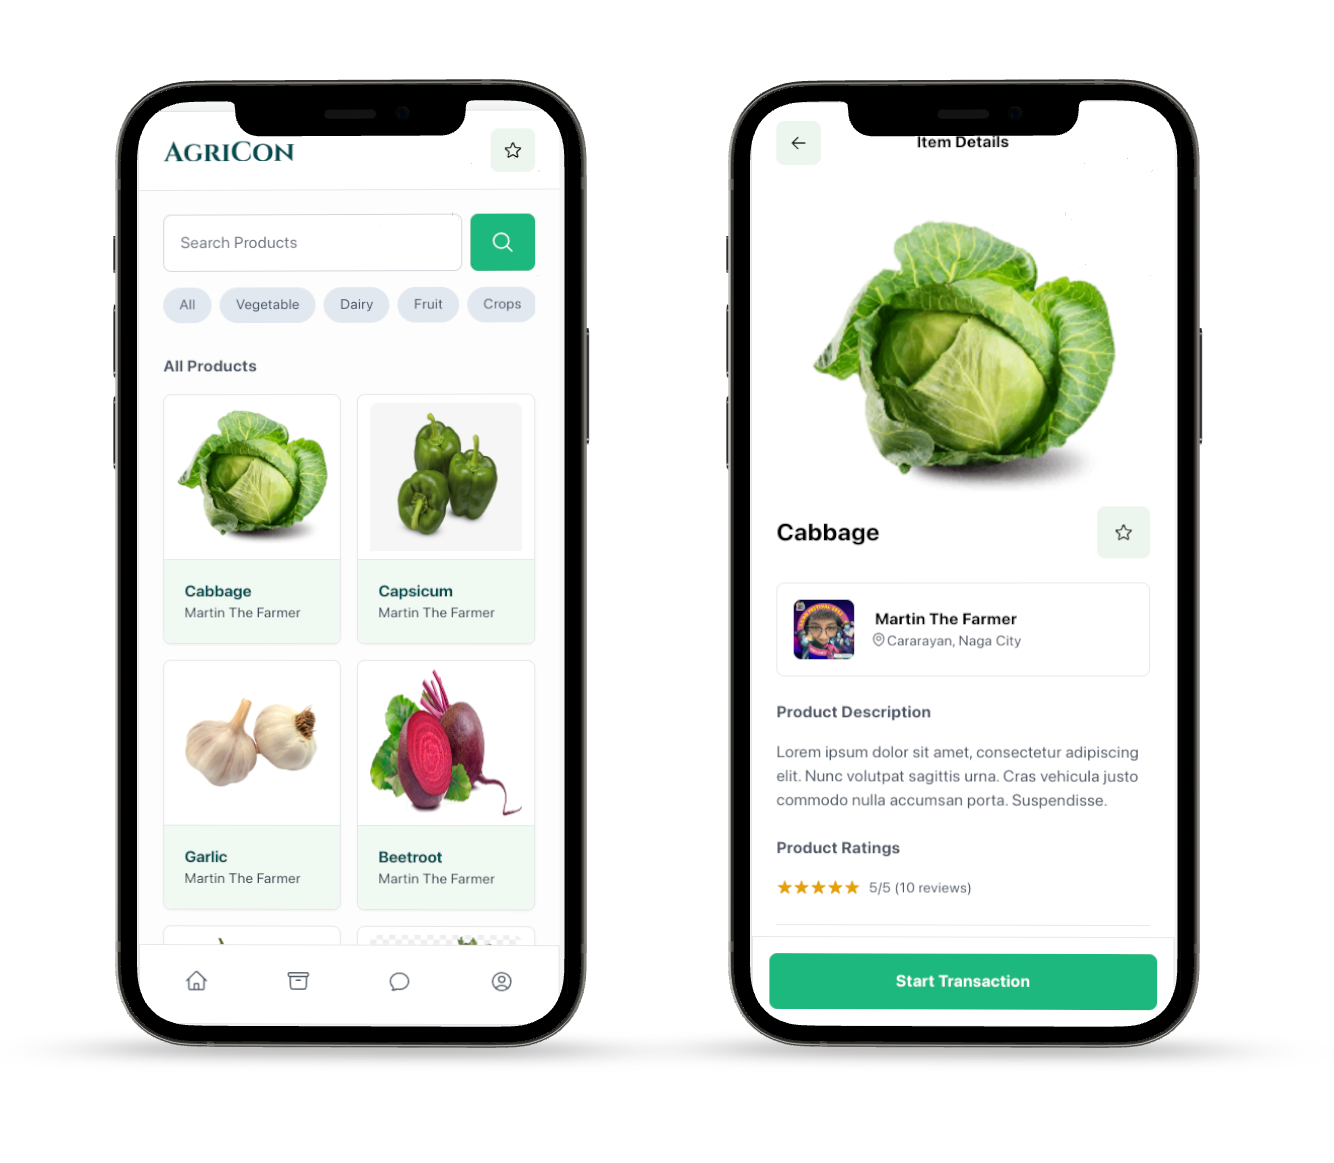 AGRICON
Search Products
All
Vegetable
Dairy
Fruit
Crops
All Products
Cabbage
Martin The Farmer
Capsicum
Martin The Farmer
Garlic
Martin The Farmer
Beetroot
Martin The Farmer
Item Details
Cabbage
Martin The Farmer
Cararayan, Naga City
Product Description
Lorem ipsum dolor sit amet, consectetur adipiscing
elit. Nunc volutpat sagittis urna. Cras vehicula justo
commodo nulla accumsan porta. Suspendisse.
Product Ratings
5/5 (10 reviews)
Start Transaction